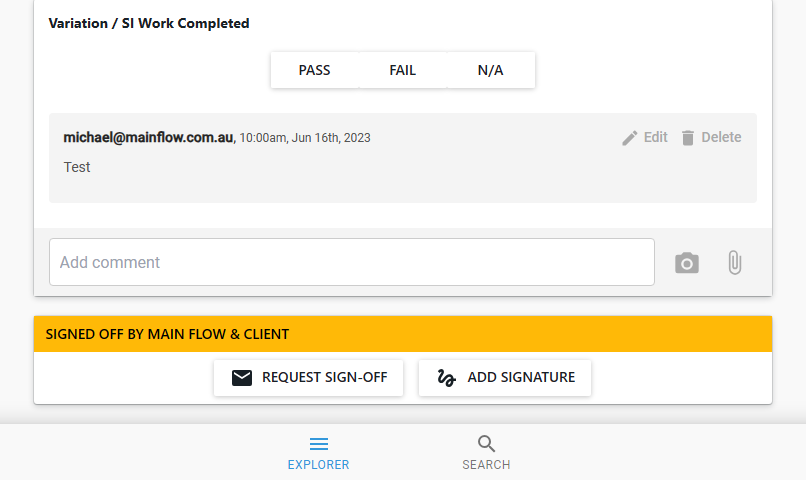 Variation / SI Work Completed
PASS FAIL N/A
michael@mainflow.com.au, 10:00am, Jun 16th, 2023 Edit Delete
Test
Add comment
SIGNED OFF BY MAIN FLOW & CLIENT
REQUEST SIGN-OFF ADD SIGNATURE
EXPLORER SEARCH